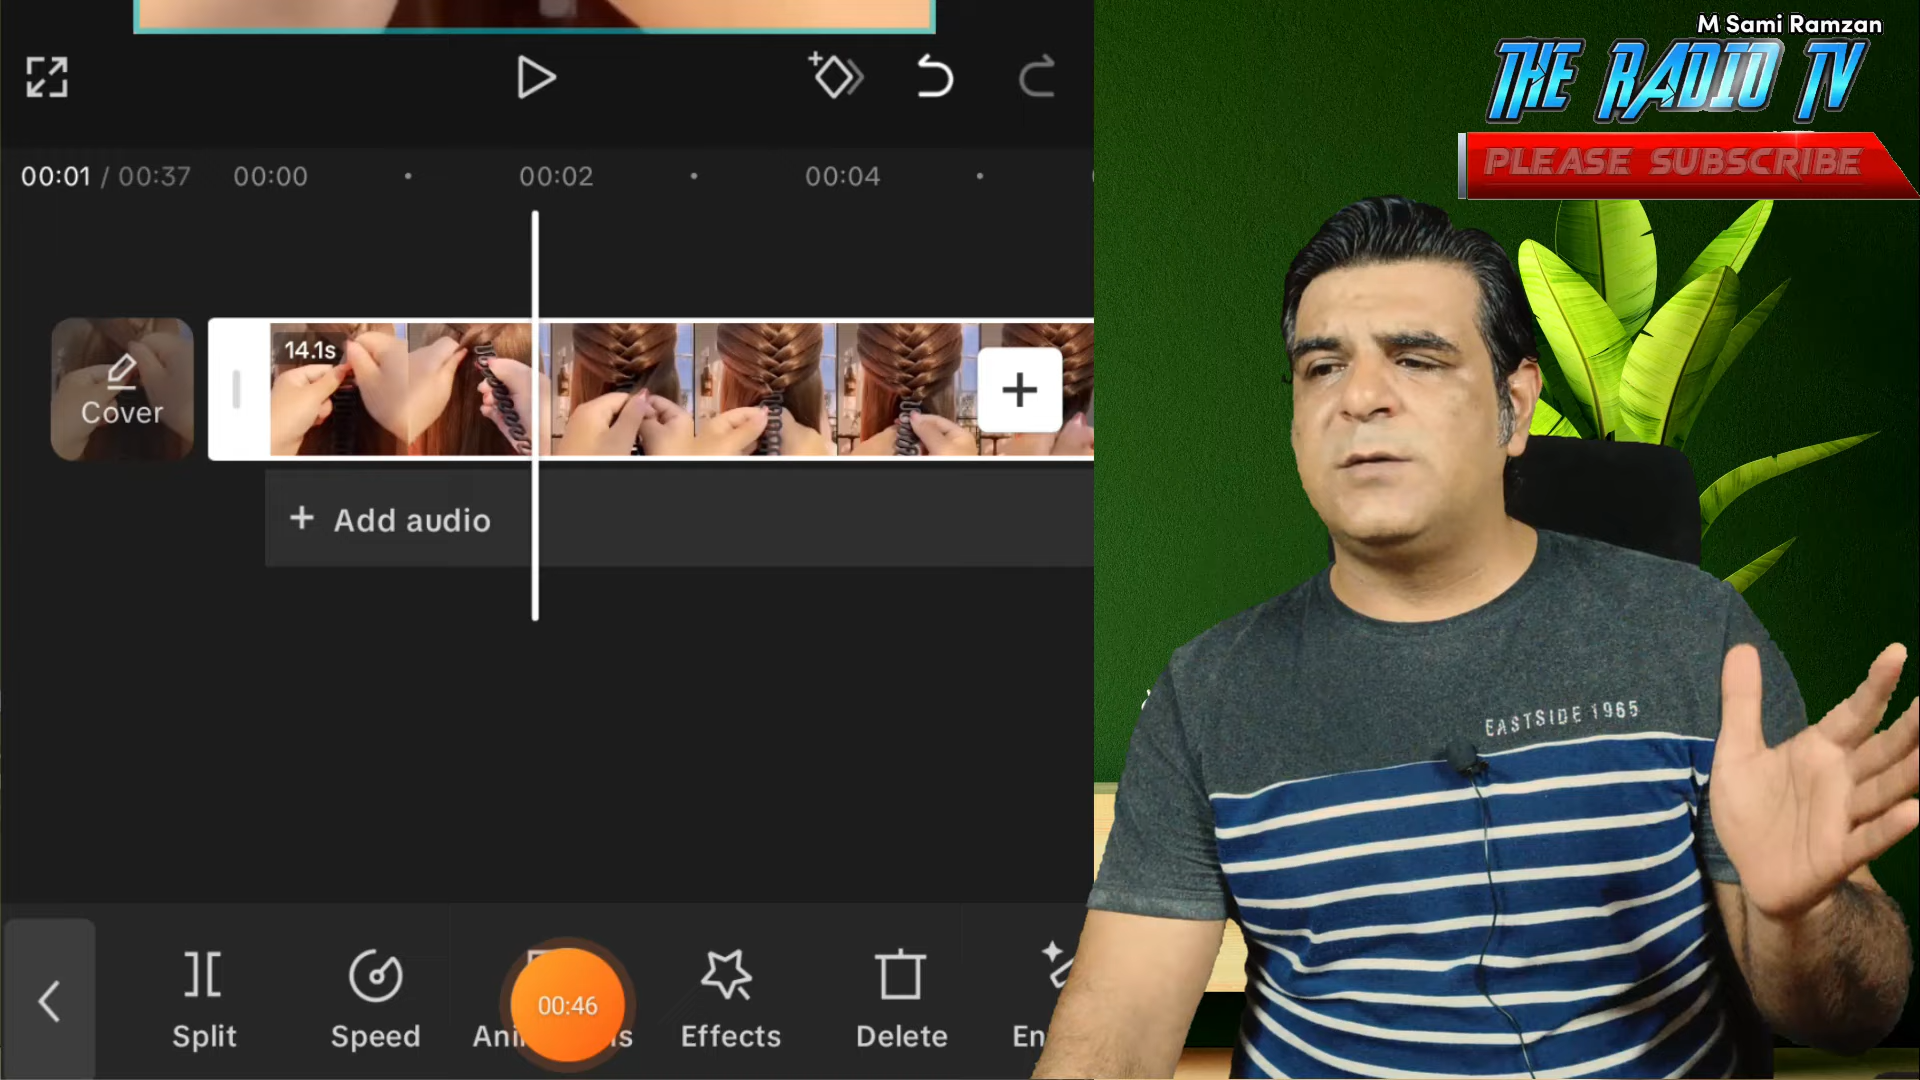 M Sami Ramzan
THE RADIO TV
PLEASE SUBSCRIBE
00:01 / 00:37
00:00
00:02
00:04
14.1s
Cover
+ Add audio
EASTSIDE 1965
00:46
Split
Speed
Effects
Delete